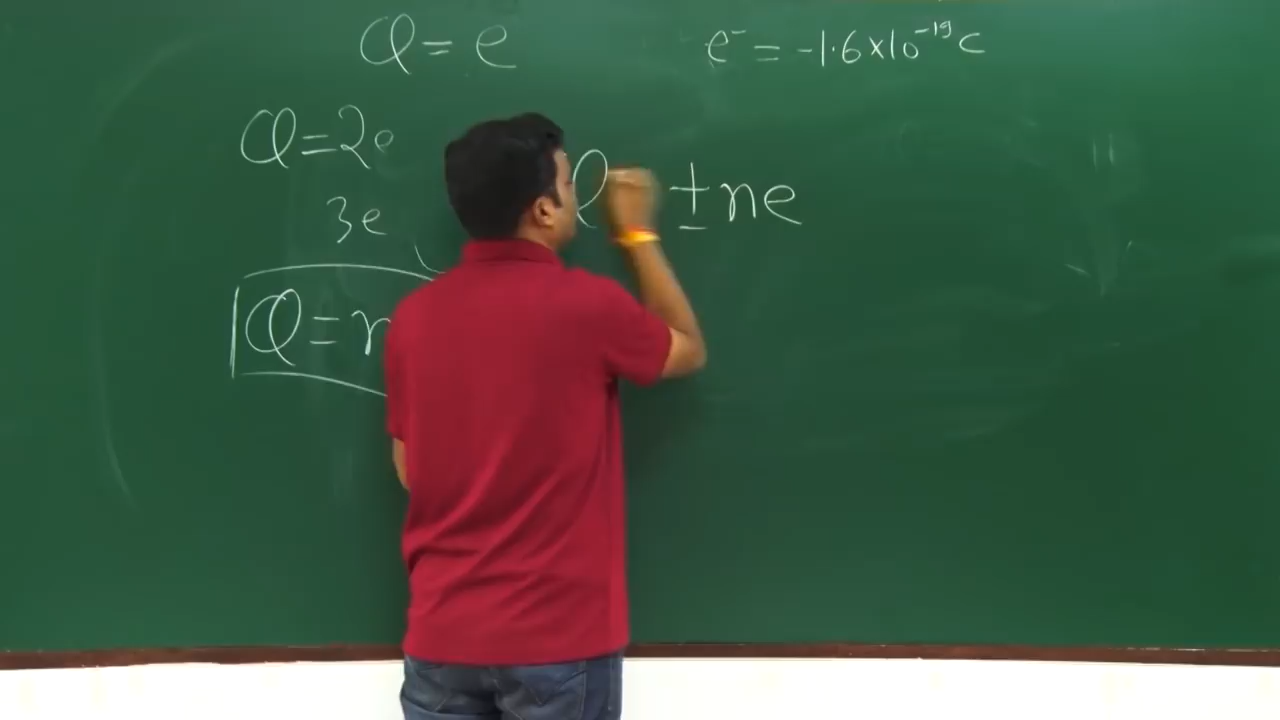 Q = e
e⁻ = -1.6×10⁻¹⁹ C
Q = 2e
3e
Q ± ne
Q = n